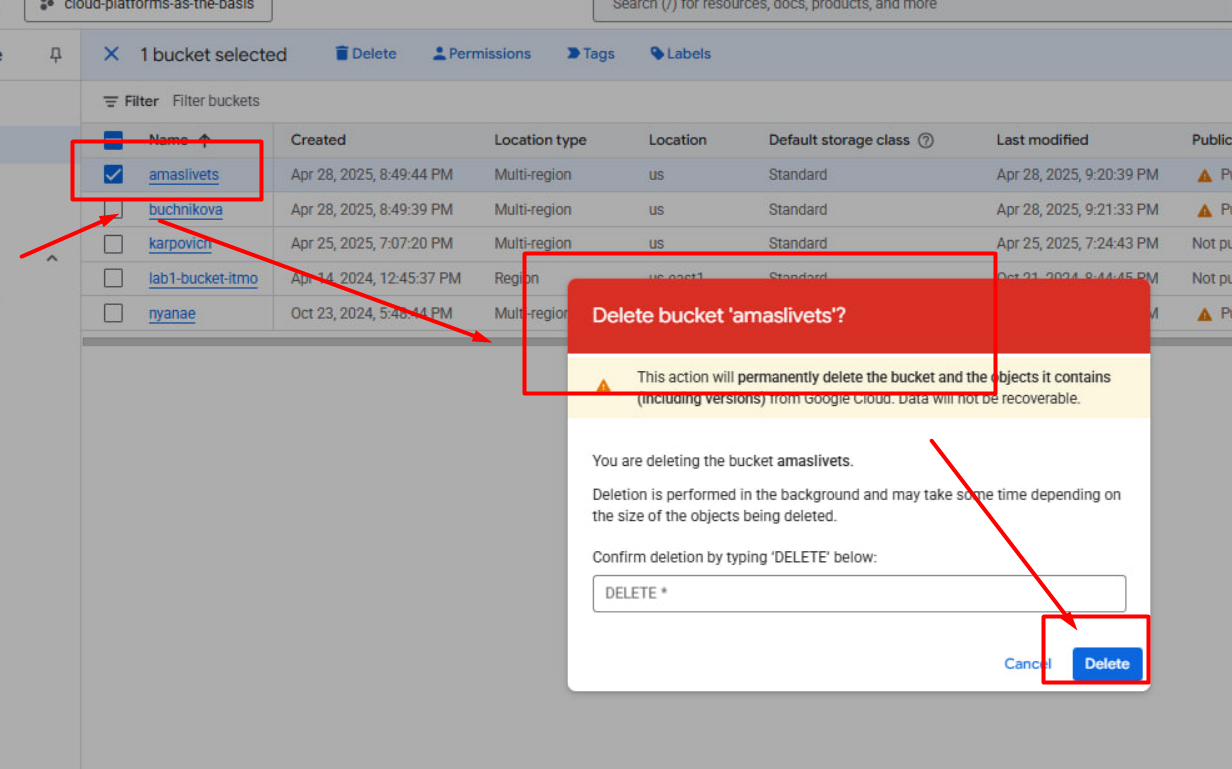 cloud-platforms-as-the-basis
Search (/) for resources, docs, products, and more
1 bucket selected Delete Permissions Tags Labels
Filter Filter buckets
Name Created Location type Location Default storage class Last modified Public
amaslivets Apr 28, 2025, 8:49:44 PM Multi-region us Standard Apr 28, 2025, 9:20:39 PM
buchnikova Apr 28, 2025, 8:49:39 PM Multi-region us Standard Apr 28, 2025, 9:21:33 PM
karpovich Apr 25, 2025, 7:07:20 PM Multi-region us Standard Apr 25, 2025, 7:24:43 PM Not pu
lab1-bucket-itmo Apr 14, 2024, 12:45:37 PM Region us-east1 Standard Oct 21, 2024, 8:44:45 PM Not pu
nyanae Oct 23, 2024, 5:48:44 PM Multi-region
Delete bucket 'amaslivets'?
This action will permanently delete the bucket and the objects it contains
(including versions) from Google Cloud. Data will not be recoverable.
You are deleting the bucket amaslivets.
Deletion is performed in the background and may take some time depending on
the size of the objects being deleted.
Confirm deletion by typing 'DELETE' below:
DELETE *
Cancel Delete